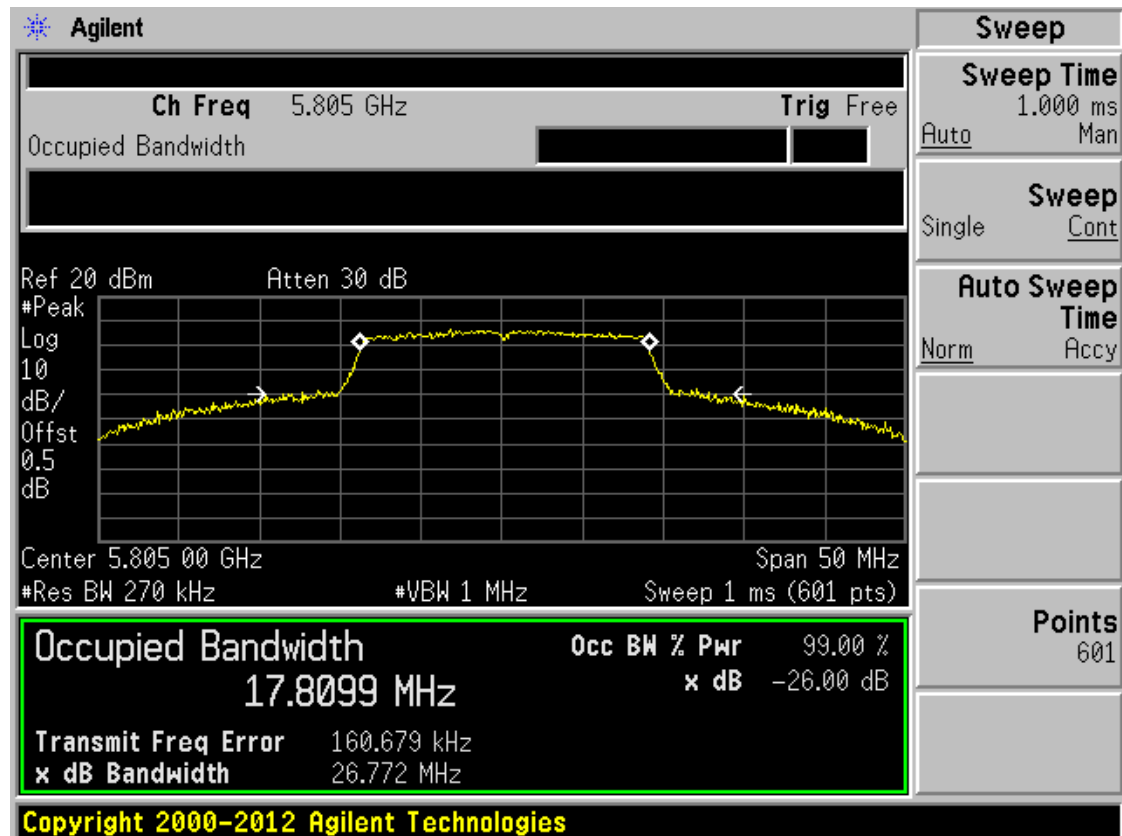 Agilent
Ch Freq 5.805 GHz Trig Free
Occupied Bandwidth
Ref 20 dBm Atten 30 dB
#Peak
Log
10
dB/
Offst
0.5
dB
Center 5.805 00 GHz Span 50 MHz
#Res BW 270 kHz #VBW 1 MHz Sweep 1 ms (601 pts)
Occupied Bandwidth Occ BW % Pwr 99.00 %
17.8099 MHz x dB -26.00 dB
Transmit Freq Error 160.679 kHz
x dB Bandwidth 26.772 MHz
Copyright 2000-2012 Agilent Technologies
Sweep
Sweep Time
1.000 ms
Auto Man
Sweep
Single Cont
Auto Sweep
Time
Norm Accy
Points
601